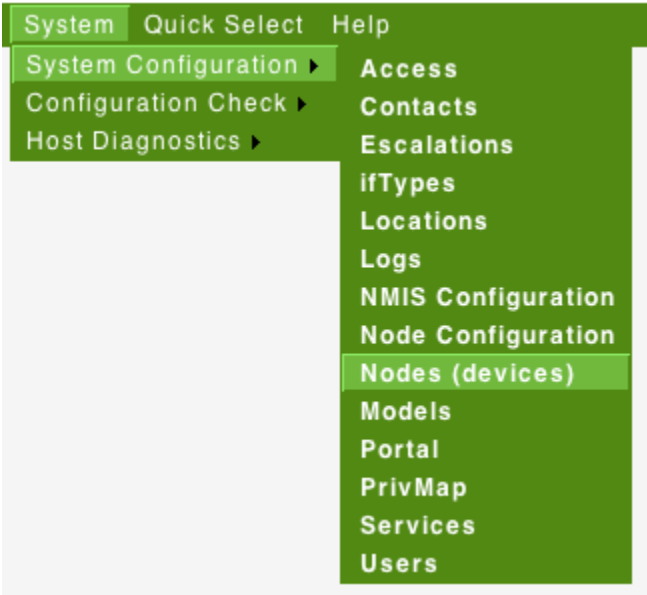 System Quick Select Help
System Configuration
Configuration Check
Host Diagnostics
Access
Contacts
Escalations
ifTypes
Locations
Logs
NMIS Configuration
Node Configuration
Nodes (devices)
Models
Portal
PrivMap
Services
Users